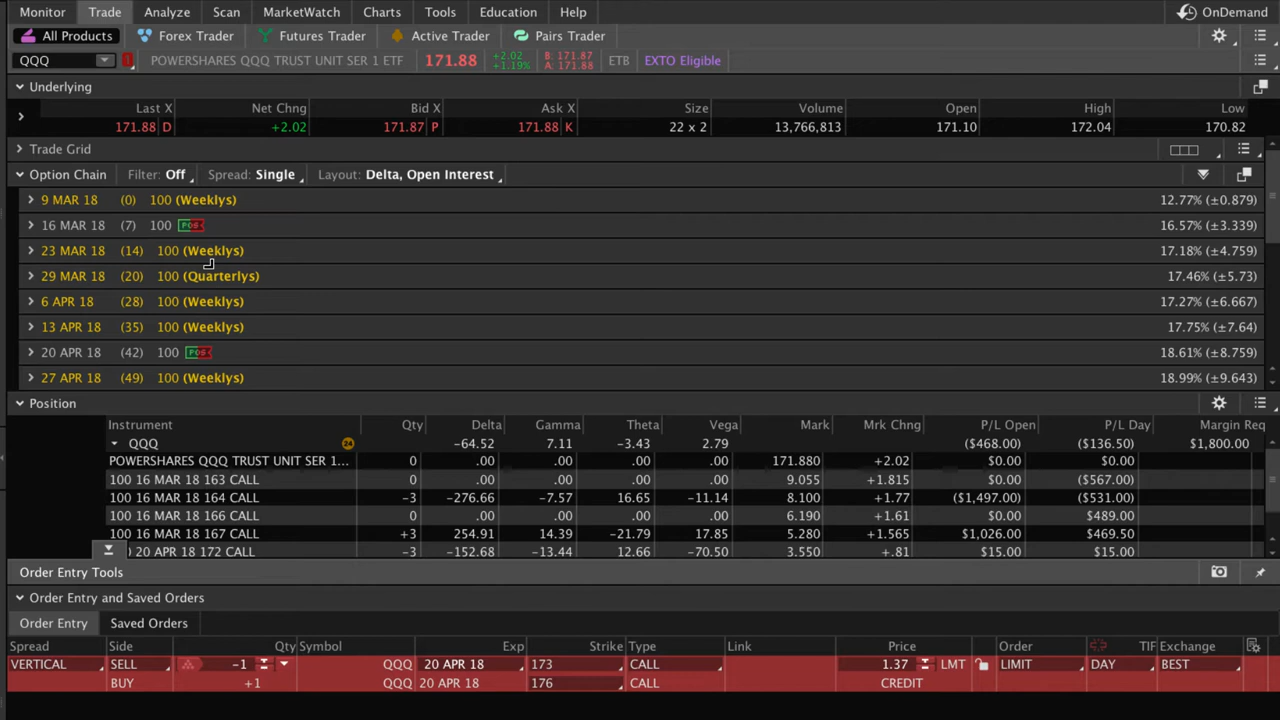 Monitor Trade Analyze Scan MarketWatch Charts Tools Education Help OnDemand
All Products Forex Trader Futures Trader Active Trader Pairs Trader
QQQ POWERSHARES QQQ TRUST UNIT SER 1 ETF 171.88 +2.02 +1.19% B: 171.87 A: 171.88 ETB EXTO Eligible
Underlying
Last X Net Chng Bid X Ask X Size Volume Open High Low
171.88 D +2.02 171.87 P 171.88 K 22 x 2 13,766,813 171.10 172.04 170.82
Trade Grid
Option Chain Filter: Off Spread: Single Layout: Delta, Open Interest
9 MAR 18 (0) 100 (Weeklys) 12.77% (±0.879)
16 MAR 18 (7) 100 POS 16.57% (±3.339)
23 MAR 18 (14) 100 (Weeklys) 17.18% (±4.759)
29 MAR 18 (20) 100 (Quarterlys) 17.46% (±5.73)
6 APR 18 (28) 100 (Weeklys) 17.27% (±6.667)
13 APR 18 (35) 100 (Weeklys) 17.75% (±7.64)
20 APR 18 (42) 100 POS 18.61% (±8.759)
27 APR 18 (49) 100 (Weeklys) 18.99% (±9.643)
Position
Instrument Qty Delta Gamma Theta Vega Mark Mrk Chng P/L Open P/L Day Margin Req
QQQ -64.52 7.11 -3.43 2.79 ($468.00) ($136.50) $1,800.00
POWERSHARES QQQ TRUST UNIT SER 1... 0 .00 .00 .00 .00 171.880 +2.02 $0.00 $0.00
100 16 MAR 18 163 CALL 0 .00 .00 .00 .00 9.055 +1.815 $0.00 ($567.00)
100 16 MAR 18 164 CALL -3 -276.66 -7.57 16.65 -11.14 8.100 +1.77 ($1,497.00) ($531.00)
100 16 MAR 18 166 CALL 0 .00 .00 .00 .00 6.190 +1.61 $0.00 $489.00
100 16 MAR 18 167 CALL +3 254.91 14.39 -21.79 17.85 5.280 +1.565 $1,026.00 $469.50
20 APR 18 172 CALL -3 -152.68 -13.44 12.66 -70.50 3.550 +.81 $15.00 $15.00
Order Entry Tools
Order Entry and Saved Orders
Order Entry Saved Orders
Spread Side Qty Symbol Exp Strike Type Link Price Order TIF Exchange
VERTICAL SELL -1 QQQ 20 APR 18 173 CALL 1.37 LMT LIMIT DAY BEST
BUY +1 QQQ 20 APR 18 176 CALL CREDIT